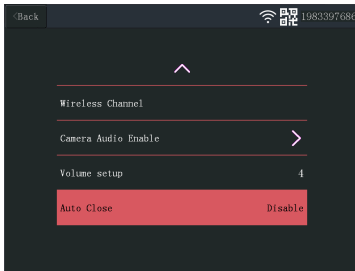 Back
1983397686
Wireless Channel
Camera Audio Enable
Volume setup 4
Auto Close Disable